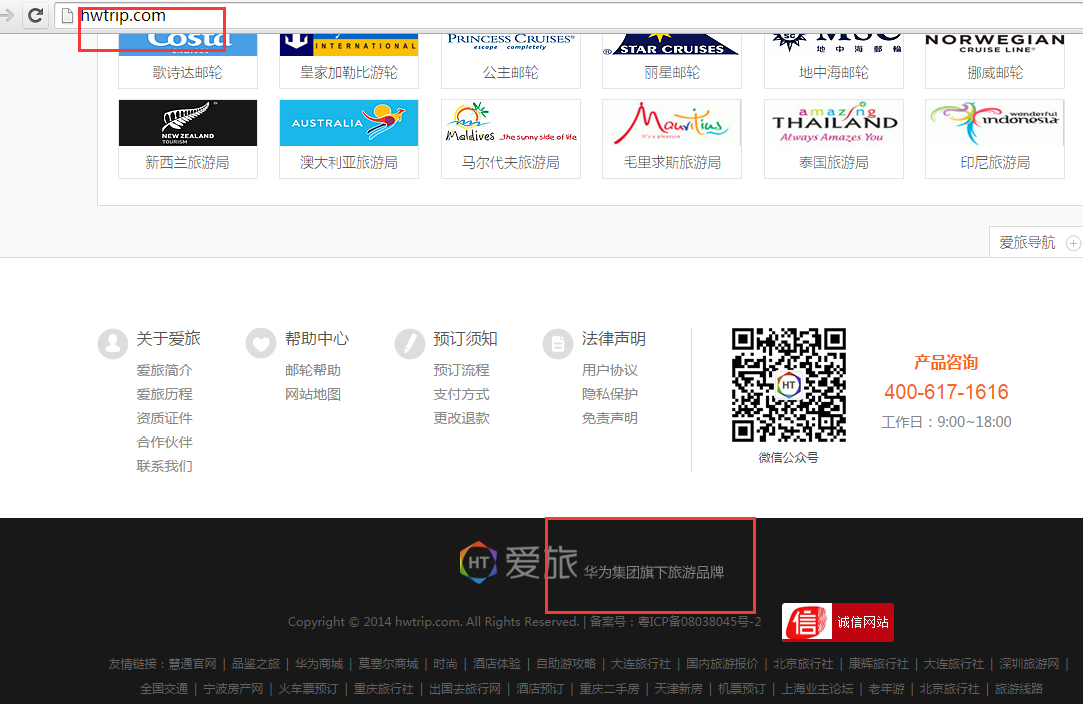 hwtrip.com
Costa
INTERNATIONAL
PRINCESS CRUISES
escape completely
STAR CRUISES
MSC
地中海郵輪
NORWEGIAN
CRUISE LINE
歌诗达邮轮
皇家加勒比游轮
公主邮轮
丽星邮轮
地中海邮轮
挪威邮轮
NEW ZEALAND
TOURISM
AUSTRALIA
Maldives ...the sunny side of life
Mauritius
It's a pleasure
amazing
THAILAND
Always Amazes You
wonderful
indonesia
新西兰旅游局
澳大利亚旅游局
马尔代夫旅游局
毛里求斯旅游局
泰国旅游局
印尼旅游局
爱旅导航
关于爱旅
爱旅简介
爱旅历程
资质证件
合作伙伴
联系我们
帮助中心
邮轮帮助
网站地图
预订须知
预订流程
支付方式
更改退款
法律声明
用户协议
隐私保护
免责声明
HT
微信公众号
产品咨询
400-617-1616
工作日：9:00~18:00
HT 爱旅 华为集团旗下旅游品牌
Copyright © 2014 hwtrip.com. All Rights Reserved. | 备案号：粤ICP备08038045号-2
信 诚信网站
友情链接：慧通官网 | 品鉴之旅 | 华为商城 | 莫塞尔商城 | 时尚 | 酒店体验 | 自助游攻略 | 大连旅行社 | 国内旅游报价 | 北京旅行社 | 康辉旅行社 | 大连旅行社 | 深圳旅游网 |
全国交通 | 宁波房产网 | 火车票预订 | 重庆旅行社 | 出国去旅行网 | 酒店预订 | 重庆二手房 | 天津新房 | 机票预订 | 上海业主论坛 | 老年游 | 北京旅行社 | 旅游线路